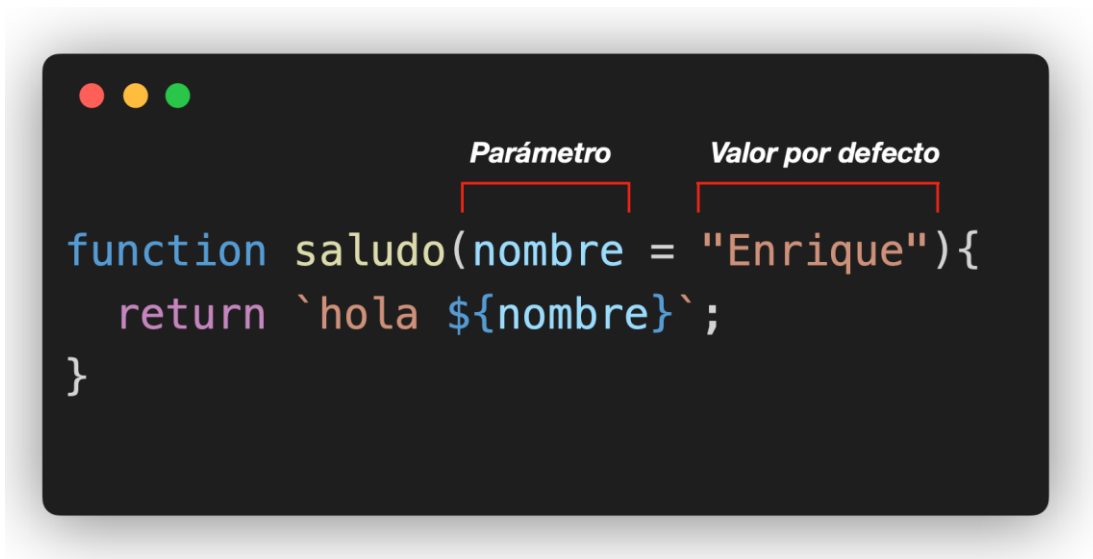 Parámetro Valor por defecto
function saludo(nombre = "Enrique"){
  return `hola ${nombre}`;
}